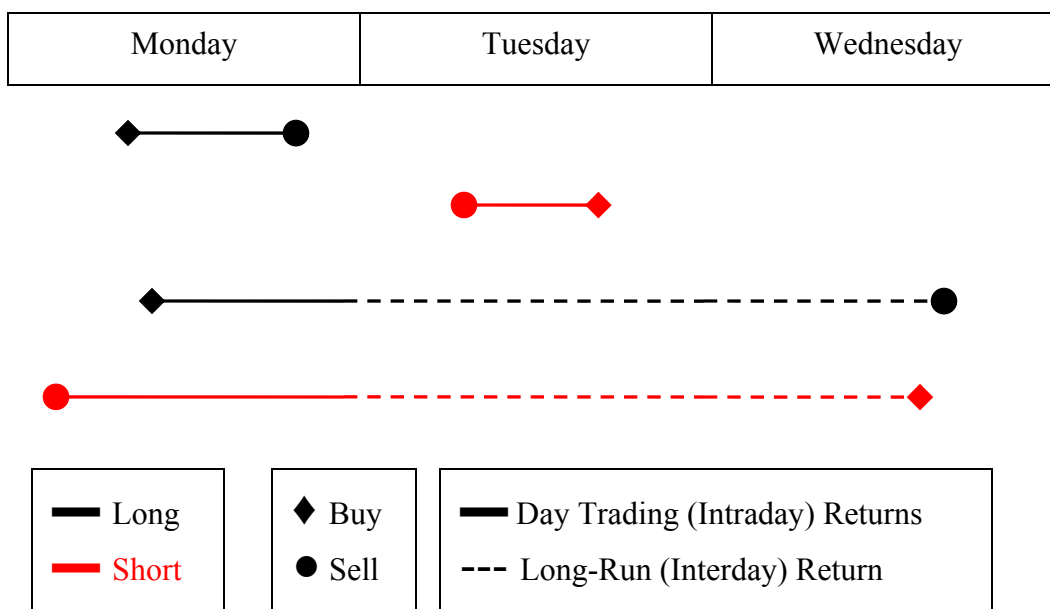 Monday Tuesday Wednesday
Long
Short
Buy
Sell
Day Trading (Intraday) Returns
Long-Run (Interday) Return